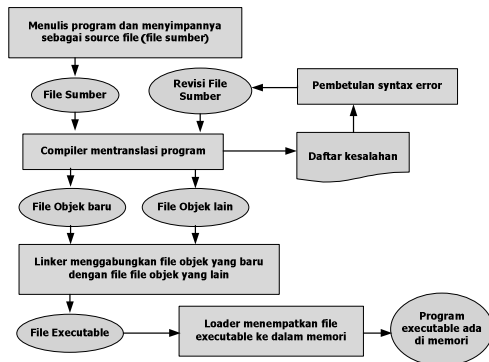 Menulis program dan menyimpannya
sebagai source file (file sumber)
File Sumber
Revisi File
Sumber
Pembetulan syntax error
Compiler mentranslasi program
Daftar kesalahan
File Objek baru
File Objek lain
Linker menggabungkan file objek yang baru
dengan file file objek yang lain
File Executable
Loader menempatkan file
executable ke dalam memori
Program
executable ada
di memori